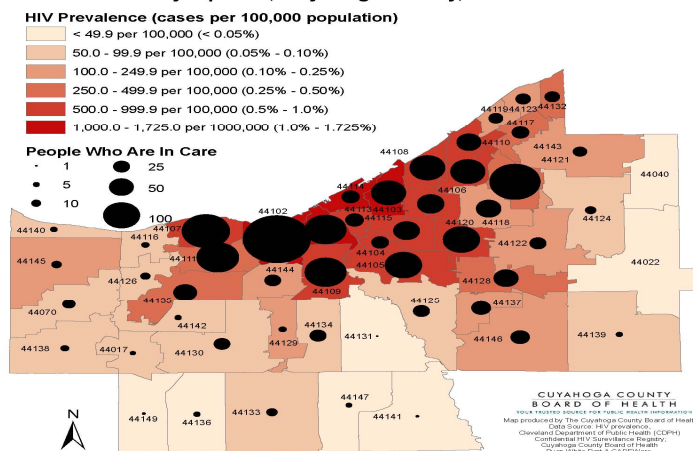 HIV Prevalence (cases per 100,000 population)
< 49.9 per 100,000 (< 0.05%)
50.0 - 99.9 per 100,000 (0.05% - 0.10%)
100.0 - 249.9 per 100,000 (0.10% - 0.25%)
250.0 - 499.9 per 100,000 (0.25% - 0.50%)
500.0 - 999.9 per 100,000 (0.5% - 1.0%)
1,000.0 - 1,725.0 per 1000,000 (1.0% - 1.725%)
People Who Are In Care
1 25
5 50
10
100
44119 44123 44132
44117
44110
44143
44108
44121
44040
44114
44106
44102
44113 44103
44115
44120 44118
44124
44140
44107
44116
44122
44104
44111
44105
44145
44022
44144
44126
44128
44109
44135
44125
44137
44070
44142
44134
44129
44131
44146
44139
44138
44017
44130
44147
44149
44136
44133
44141
N
CUYAHOGA COUNTY
BOARD OF HEALTH
YOUR TRUSTED SOURCE FOR PUBLIC HEALTH INFORMATION
Map produced by The Cuyahoga County Board of Healt
Data Source: HIV prevalence,
Cleveland Department of Public Health (CDPH)
Confidential HIV Surevillance Registry;
Cuyahoga County Board of Health